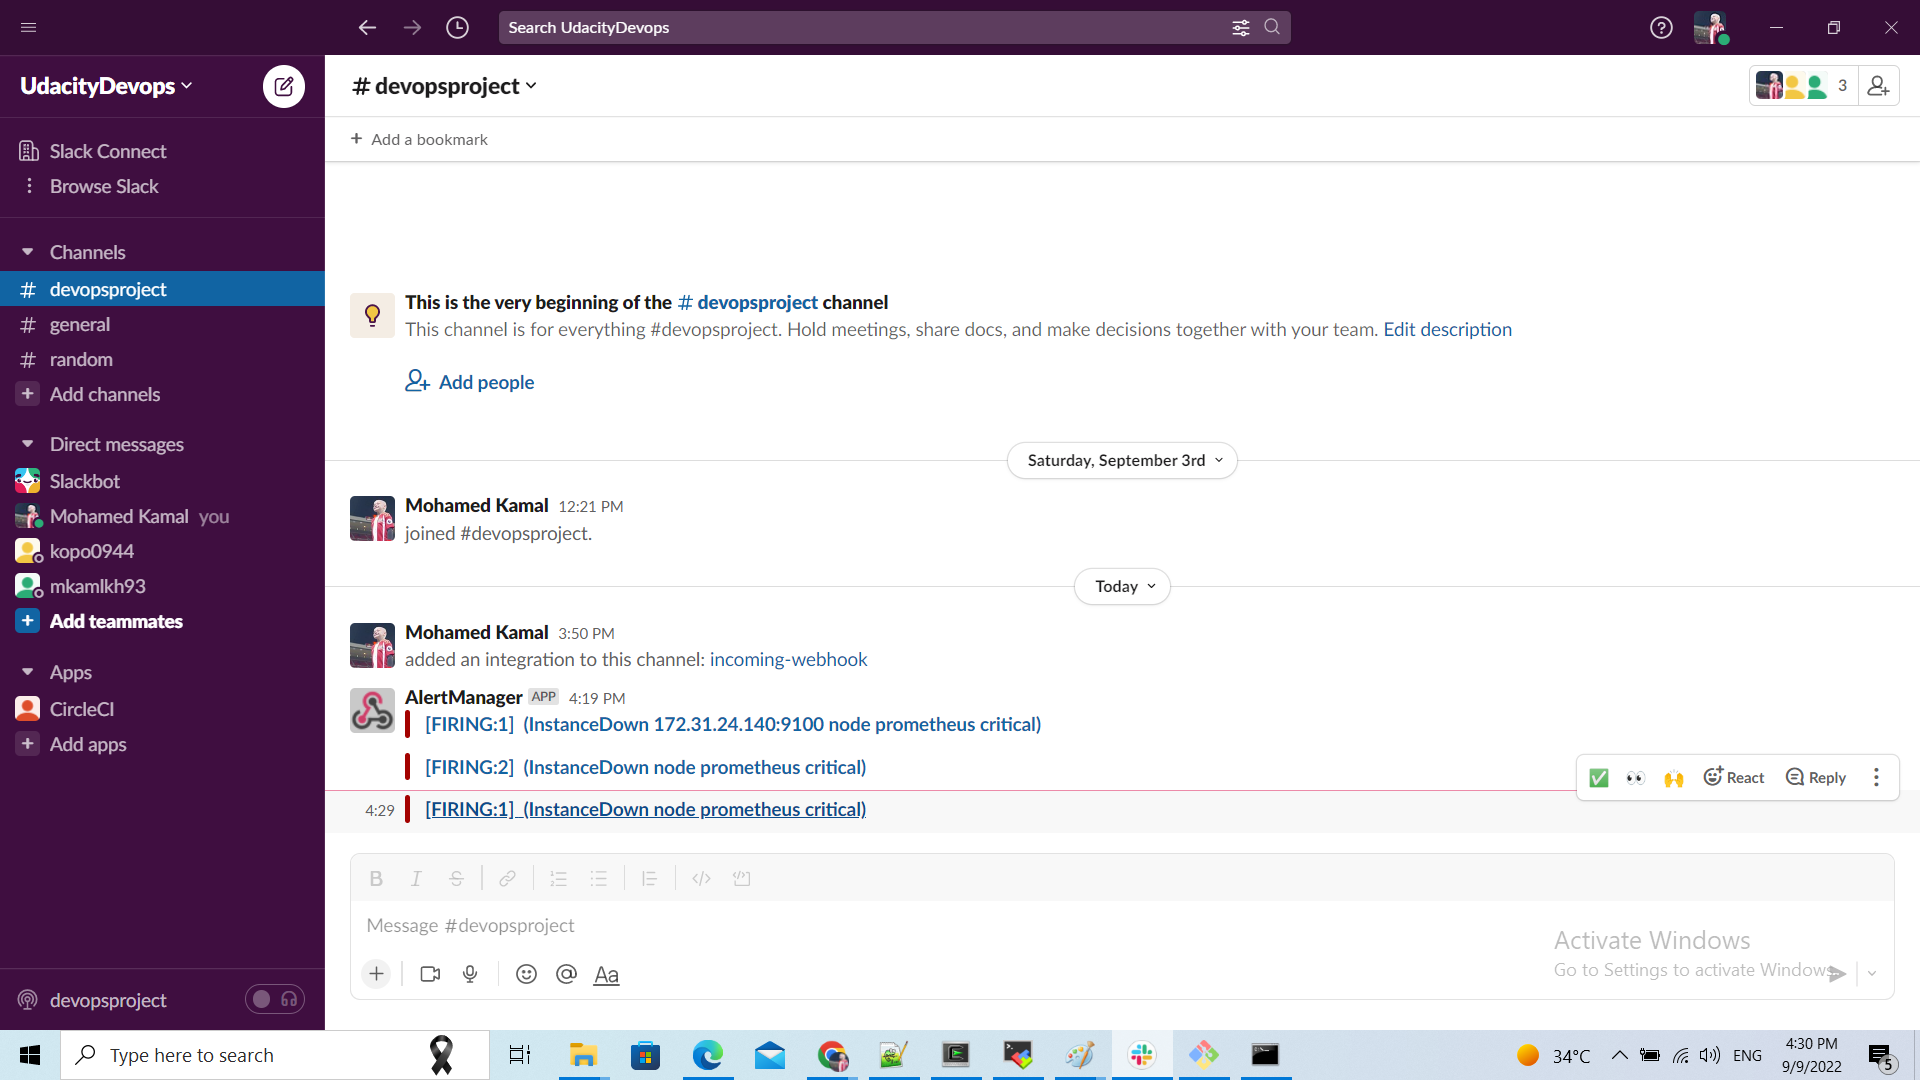 Search UdacityDevops
UdacityDevops
# devopsproject
3
+ Add a bookmark
Slack Connect
Browse Slack
Channels
# devopsproject
# general
# random
+ Add channels
Direct messages
Slackbot
Mohamed Kamal you
kopo0944
mkamlkh93
+ Add teammates
Apps
CircleCI
+ Add apps
devopsproject
This is the very beginning of the # devopsproject channel
This channel is for everything #devopsproject. Hold meetings, share docs, and make decisions together with your team. Edit description
Add people
Saturday, September 3rd
Mohamed Kamal 12:21 PM
joined #devopsproject.
Today
Mohamed Kamal 3:50 PM
added an integration to this channel: incoming-webhook
AlertManager APP 4:19 PM
[FIRING:1] (InstanceDown 172.31.24.140:9100 node prometheus critical)
[FIRING:2] (InstanceDown node prometheus critical)
React Reply
4:29 [FIRING:1] (InstanceDown node prometheus critical)
B I S
Message #devopsproject
Aa
Activate Windows
Go to Settings to activate Windows
Type here to search
34°C
ENG
4:30 PM
9/9/2022
5